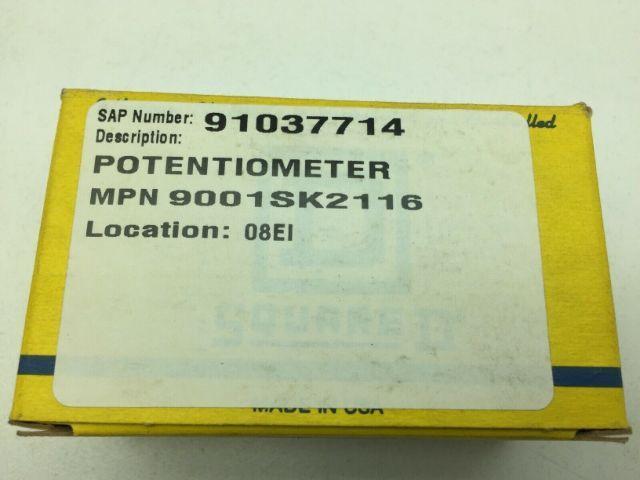 SAP Number: 91037714
Description:
POTENTIOMETER
MPN 9001SK2116
Location: 08EI
SQUARE D
MADE IN USA